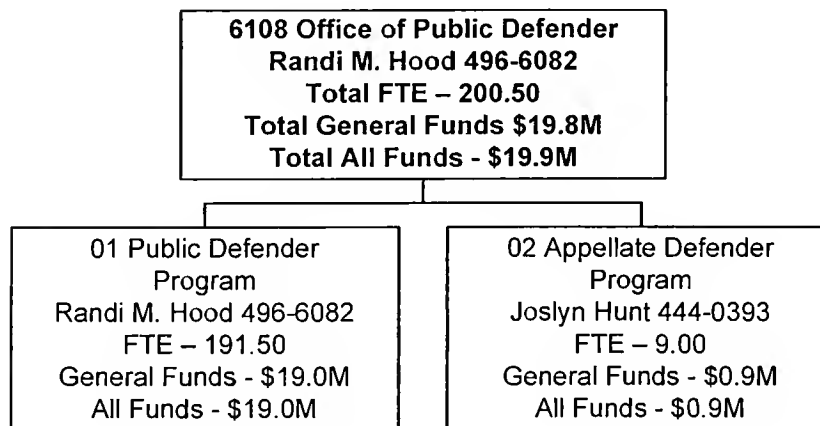 6108 Office of Public Defender
Randi M. Hood 496-6082
Total FTE – 200.50
Total General Funds $19.8M
Total All Funds - $19.9M
01 Public Defender
Program
Randi M. Hood 496-6082
FTE – 191.50
General Funds - $19.0M
All Funds - $19.0M
02 Appellate Defender
Program
Joslyn Hunt 444-0393
FTE – 9.00
General Funds - $0.9M
All Funds - $0.9M